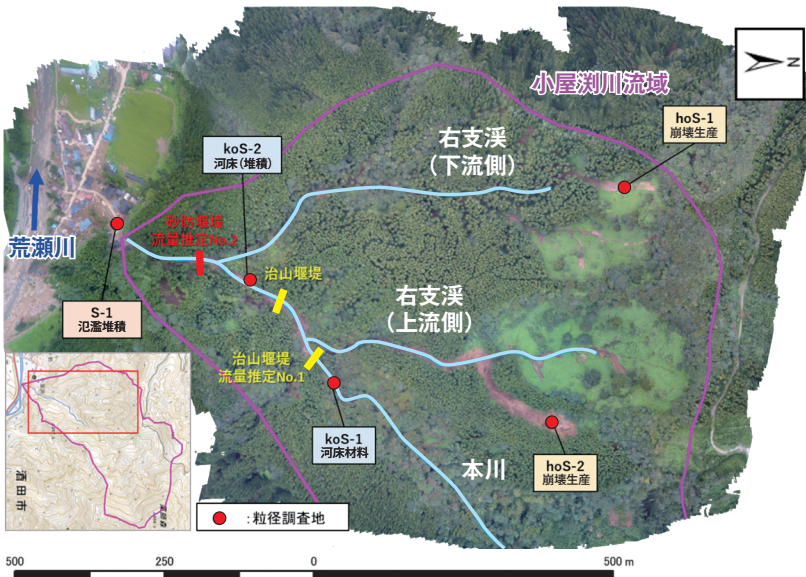 小屋渕川流域
N
hoS-1
崩壊生産
koS-2
河床(堆積)
右支渓
(下流側)
砂防堰堤
流量推定No.2
荒瀬川
治山堰堤
右支渓
(上流側)
S-1
氾濫堆積
治山堰堤
流量推定No.1
koS-1
河床材料
本川
hoS-2
崩壊生産
酒田市
:粒径調査地
500
250
0
500 m